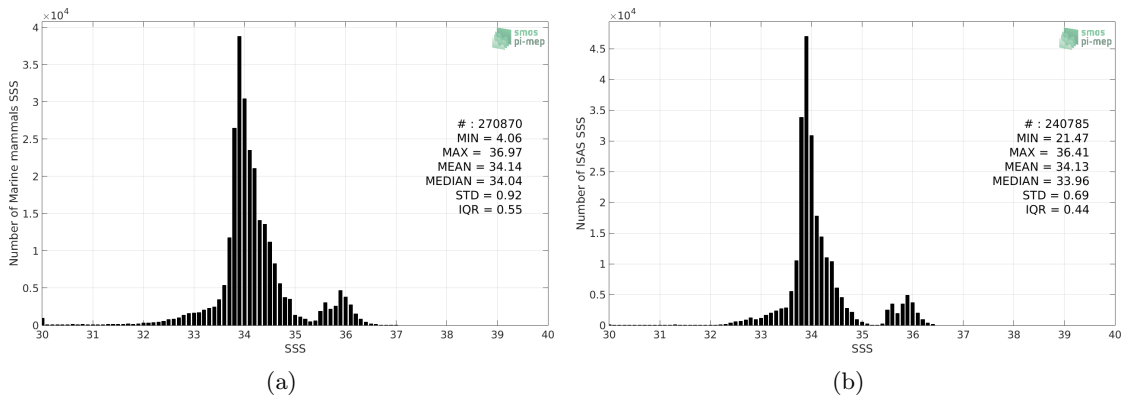 ×10⁴
4
3.5
3
2.5
2
1.5
1
0.5
0
Number of Marine mammals SSS
smos
pi-mep
# : 270870
MIN = 4.06
MAX = 36.97
MEAN = 34.14
MEDIAN = 34.04
STD = 0.92
IQR = 0.55
30 31 32 33 34 35 36 37 38 39 40
SSS
(a)
×10⁴
4.5
4
3.5
3
2.5
2
1.5
1
0.5
0
Number of ISAS SSS
smos
pi-mep
# : 240785
MIN = 21.47
MAX = 36.41
MEAN = 34.13
MEDIAN = 33.96
STD = 0.69
IQR = 0.44
30 31 32 33 34 35 36 37 38 39 40
SSS
(b)